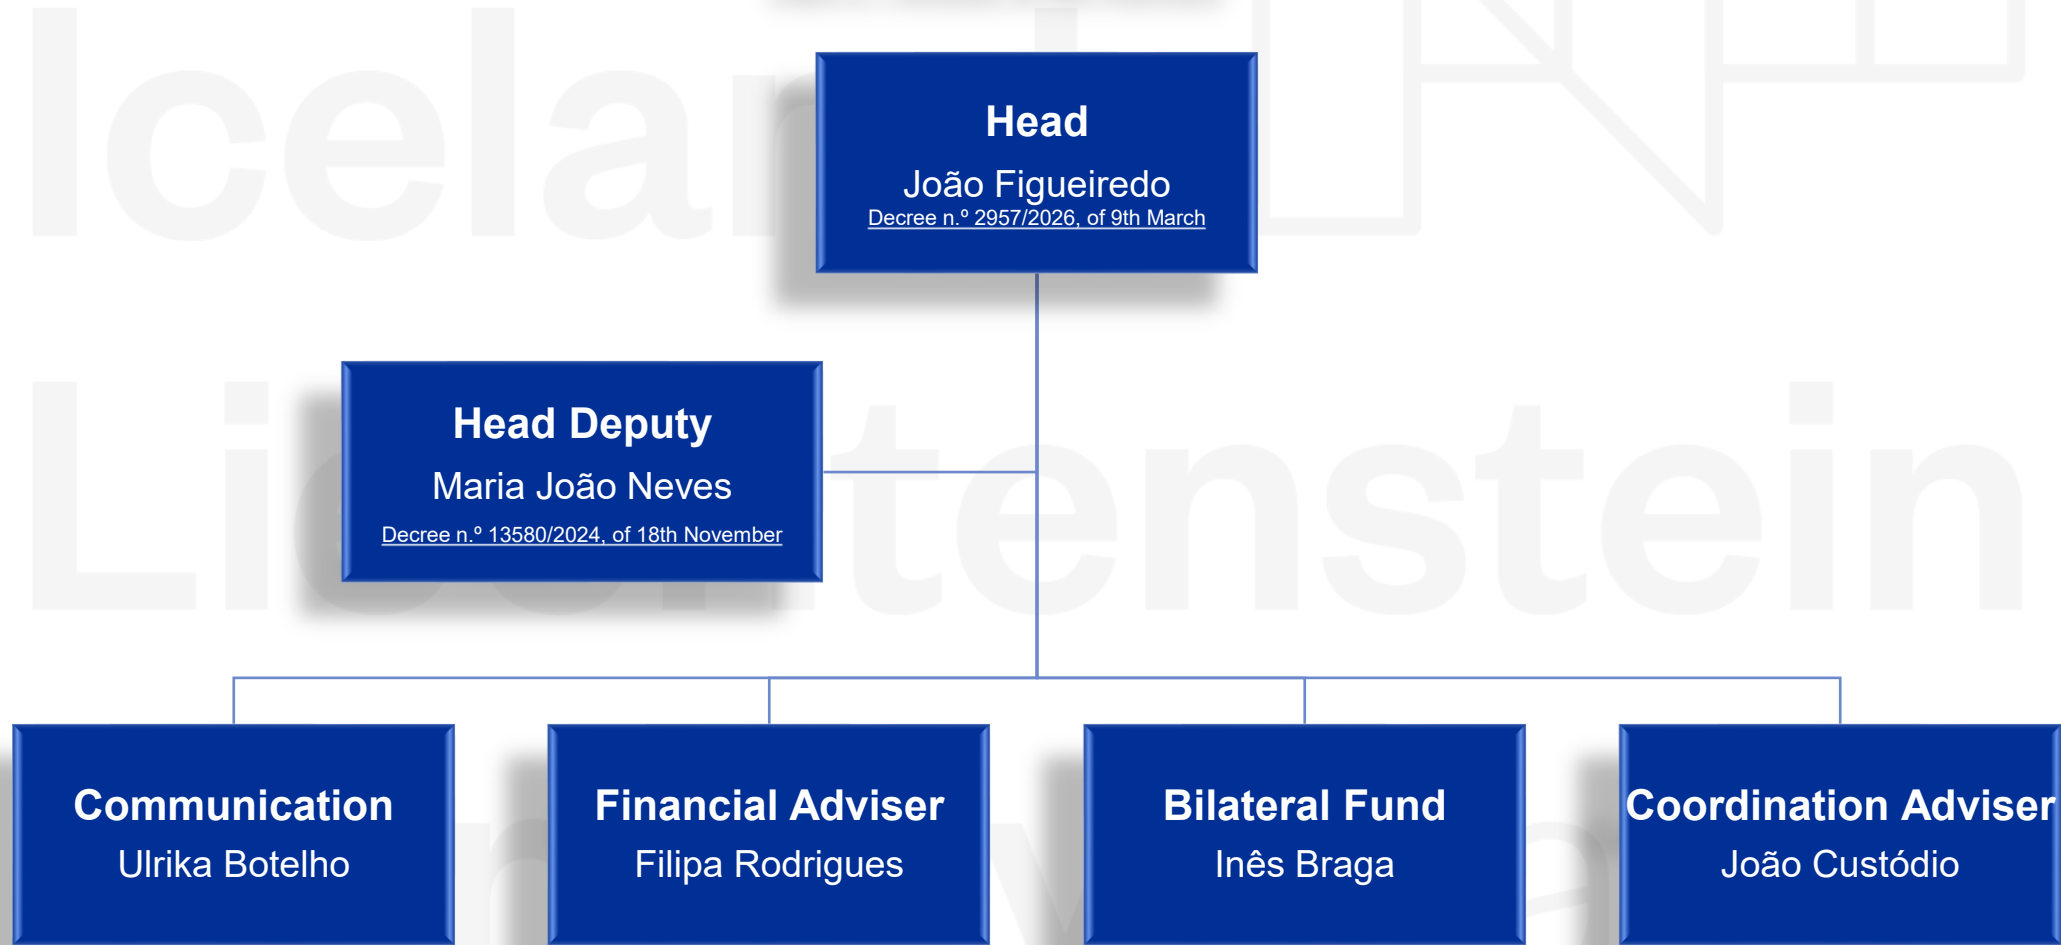 Head
João Figueiredo
Decree n.º 2957/2026, of 9th March
Head Deputy
Maria João Neves
Decree n.º 13580/2024, of 18th November
Communication
Ulrika Botelho
Financial Adviser
Filipa Rodrigues
Bilateral Fund
Inês Braga
Coordination Adviser
João Custódio